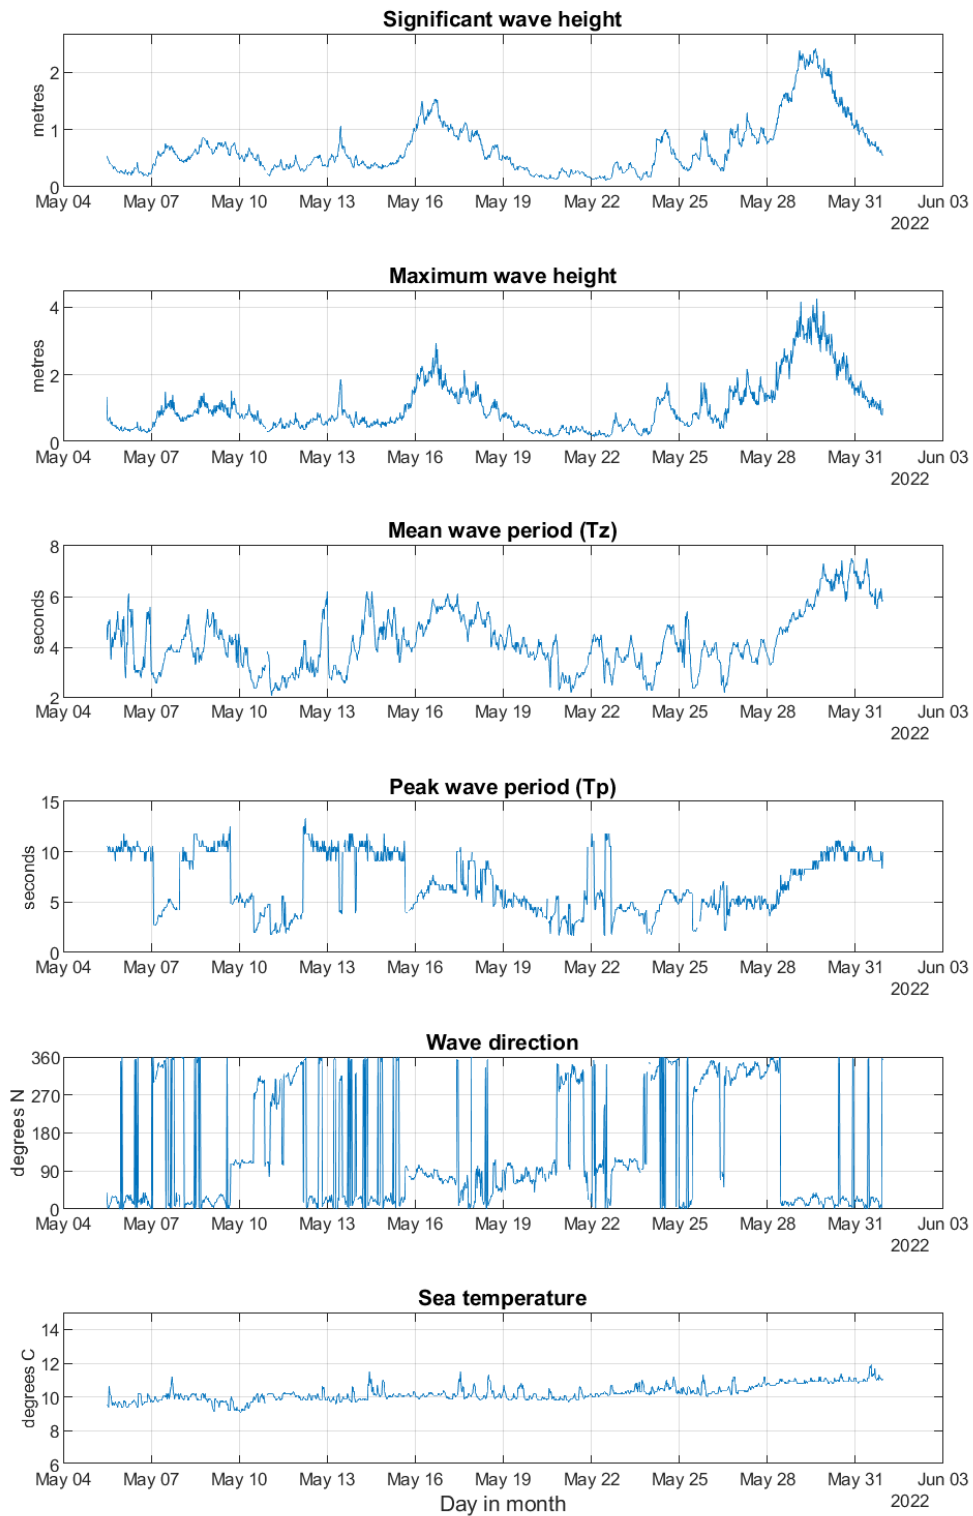 Significant wave height
metres
2
1
0
May 04 May 07 May 10 May 13 May 16 May 19 May 22 May 25 May 28 May 31 Jun 03
2022
Maximum wave height
metres
4
2
0
May 04 May 07 May 10 May 13 May 16 May 19 May 22 May 25 May 28 May 31 Jun 03
2022
Mean wave period (Tz)
seconds
8
6
4
2
May 04 May 07 May 10 May 13 May 16 May 19 May 22 May 25 May 28 May 31 Jun 03
2022
Peak wave period (Tp)
seconds
15
10
5
0
May 04 May 07 May 10 May 13 May 16 May 19 May 22 May 25 May 28 May 31 Jun 03
2022
Wave direction
degrees N
360
270
180
90
0
May 04 May 07 May 10 May 13 May 16 May 19 May 22 May 25 May 28 May 31 Jun 03
2022
Sea temperature
degrees C
14
12
10
8
6
May 04 May 07 May 10 May 13 May 16 May 19 May 22 May 25 May 28 May 31 Jun 03
Day in month
2022